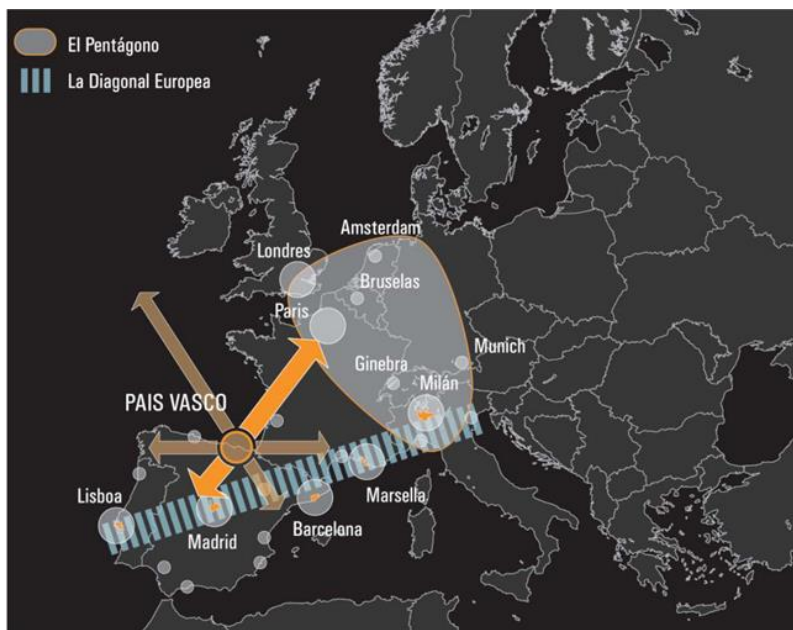 El Pentágono
La Diagonal Europea
Amsterdam
Londres
Bruselas
Paris
Munich
Ginebra
Milán
PAIS VASCO
Lisboa
Marsella
Madrid
Barcelona